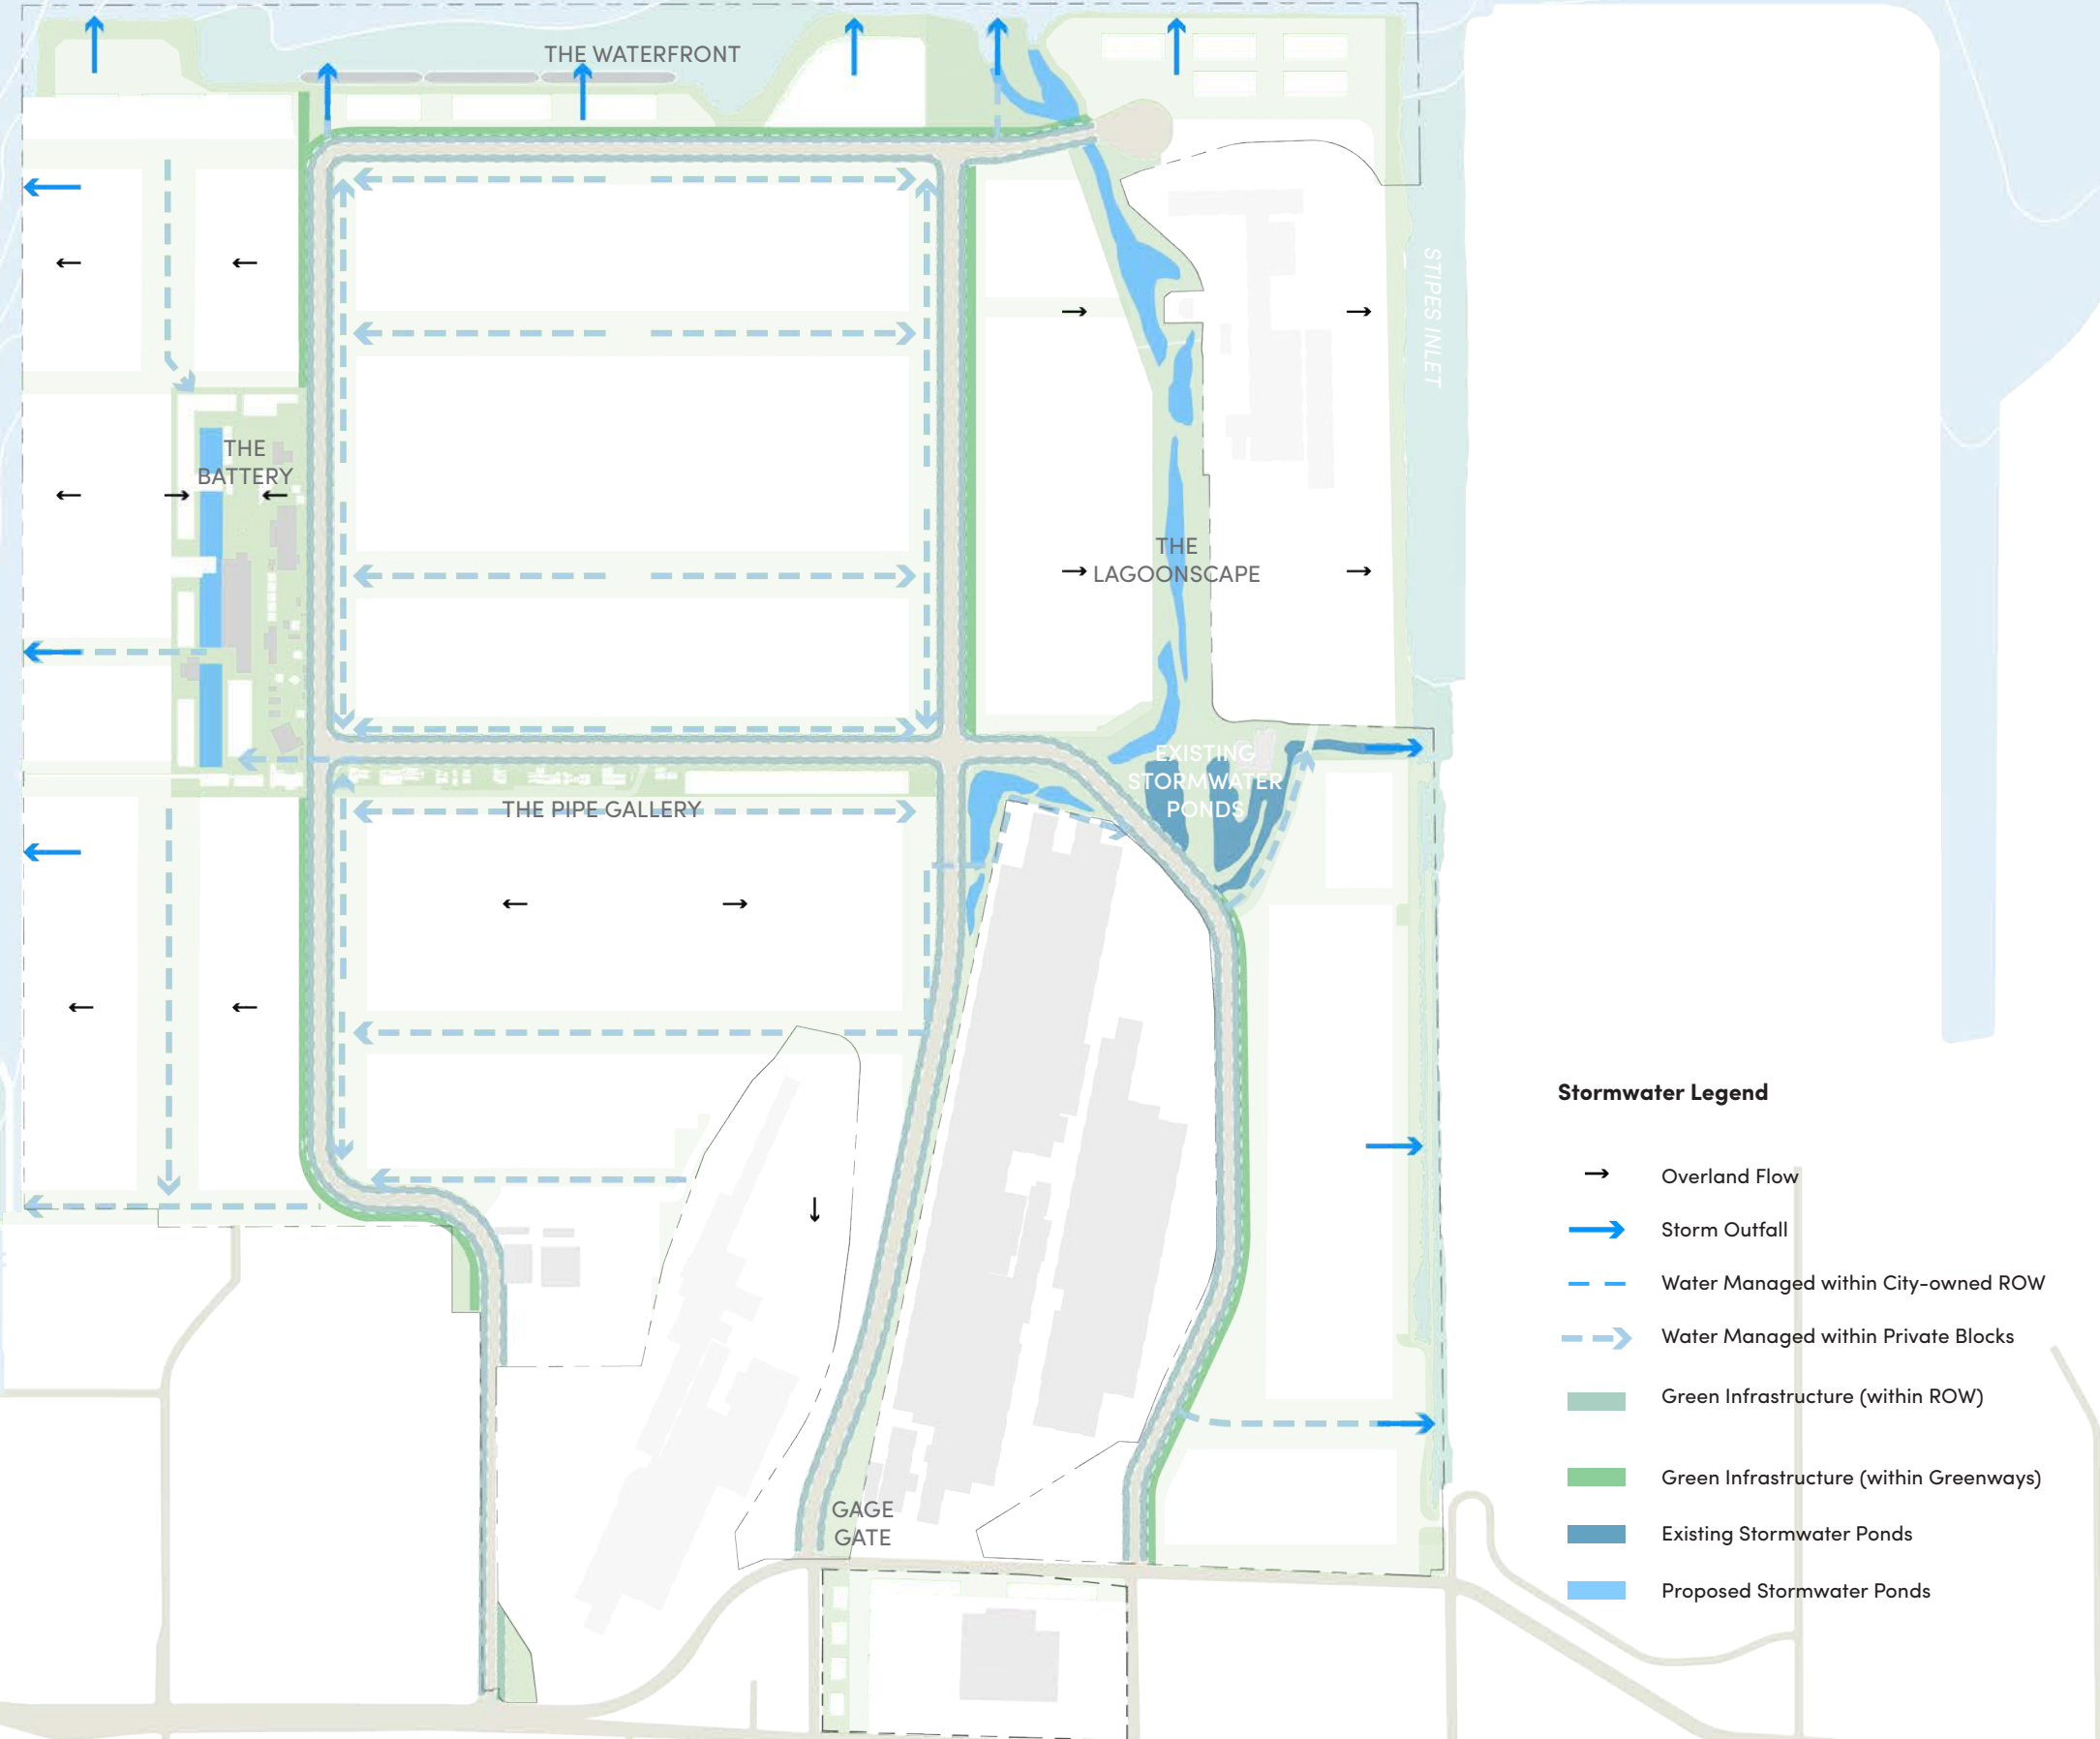 THE WATERFRONT
STIPES INLET
THE
BATTERY
THE
LAGOONSCAPE
EXISTING
STORMWATER
PONDS
THE PIPE GALLERY
GAGE
GATE
Stormwater Legend
Overland Flow
Storm Outfall
Water Managed within City-owned ROW
Water Managed within Private Blocks
Green Infrastructure (within ROW)
Green Infrastructure (within Greenways)
Existing Stormwater Ponds
Proposed Stormwater Ponds